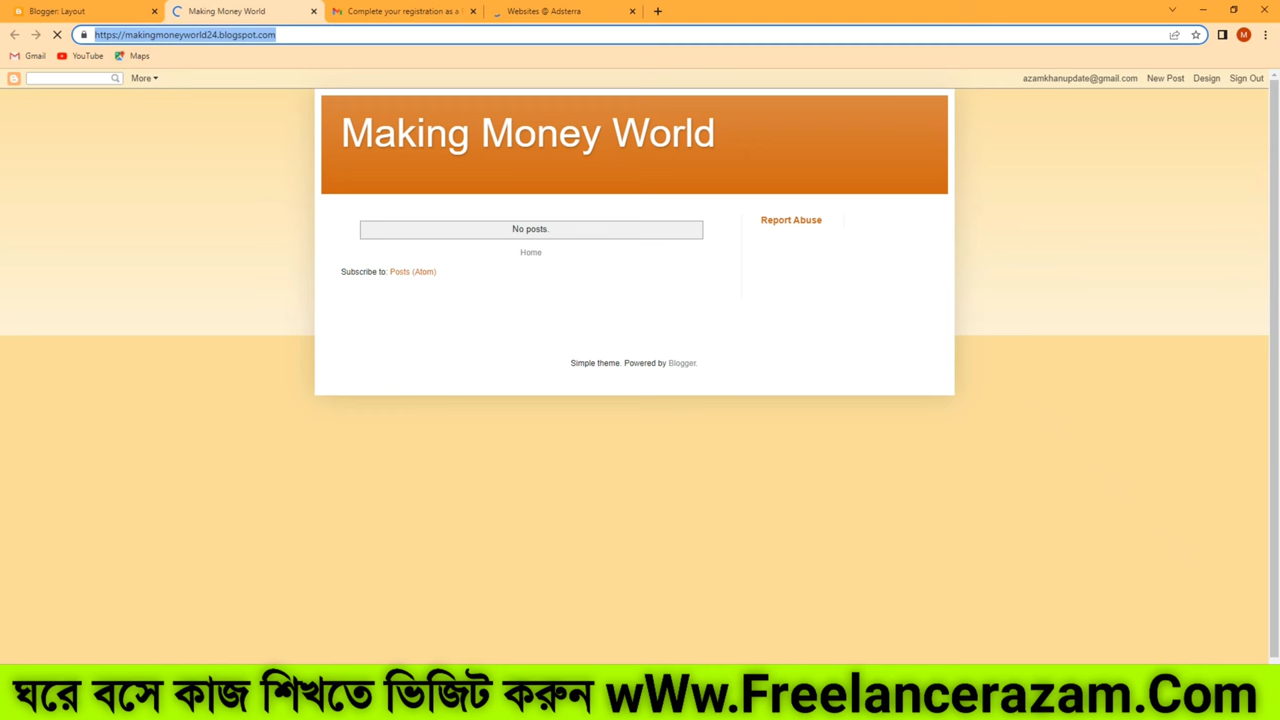 Blogger: Layout
Making Money World
Complete your registration as a
Websites @ Adsterra
https://makingmoneyworld24.blogspot.com
M
Gmail
YouTube
Maps
More
azamkhanupdate@gmail.com
New Post
Design
Sign Out
Making Money World
No posts.
Report Abuse
Home
Subscribe to: Posts (Atom)
Simple theme. Powered by Blogger.
ঘরে বসে কাজ শিখতে ভিজিট করুন wWw.Freelancerazam.Com